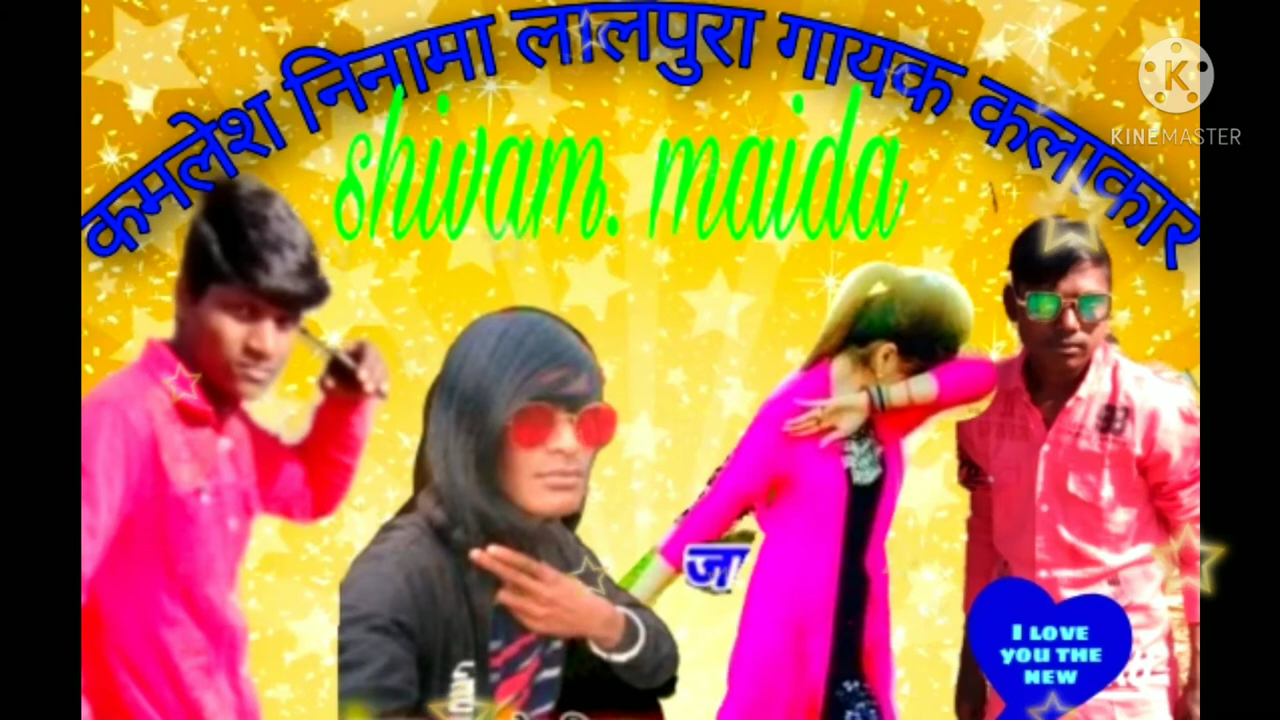 कमलेश निनामा लालपुरा गायक कलाकार
shivam. maida
KINEMASTER
I LOVE
YOU THE
NEW